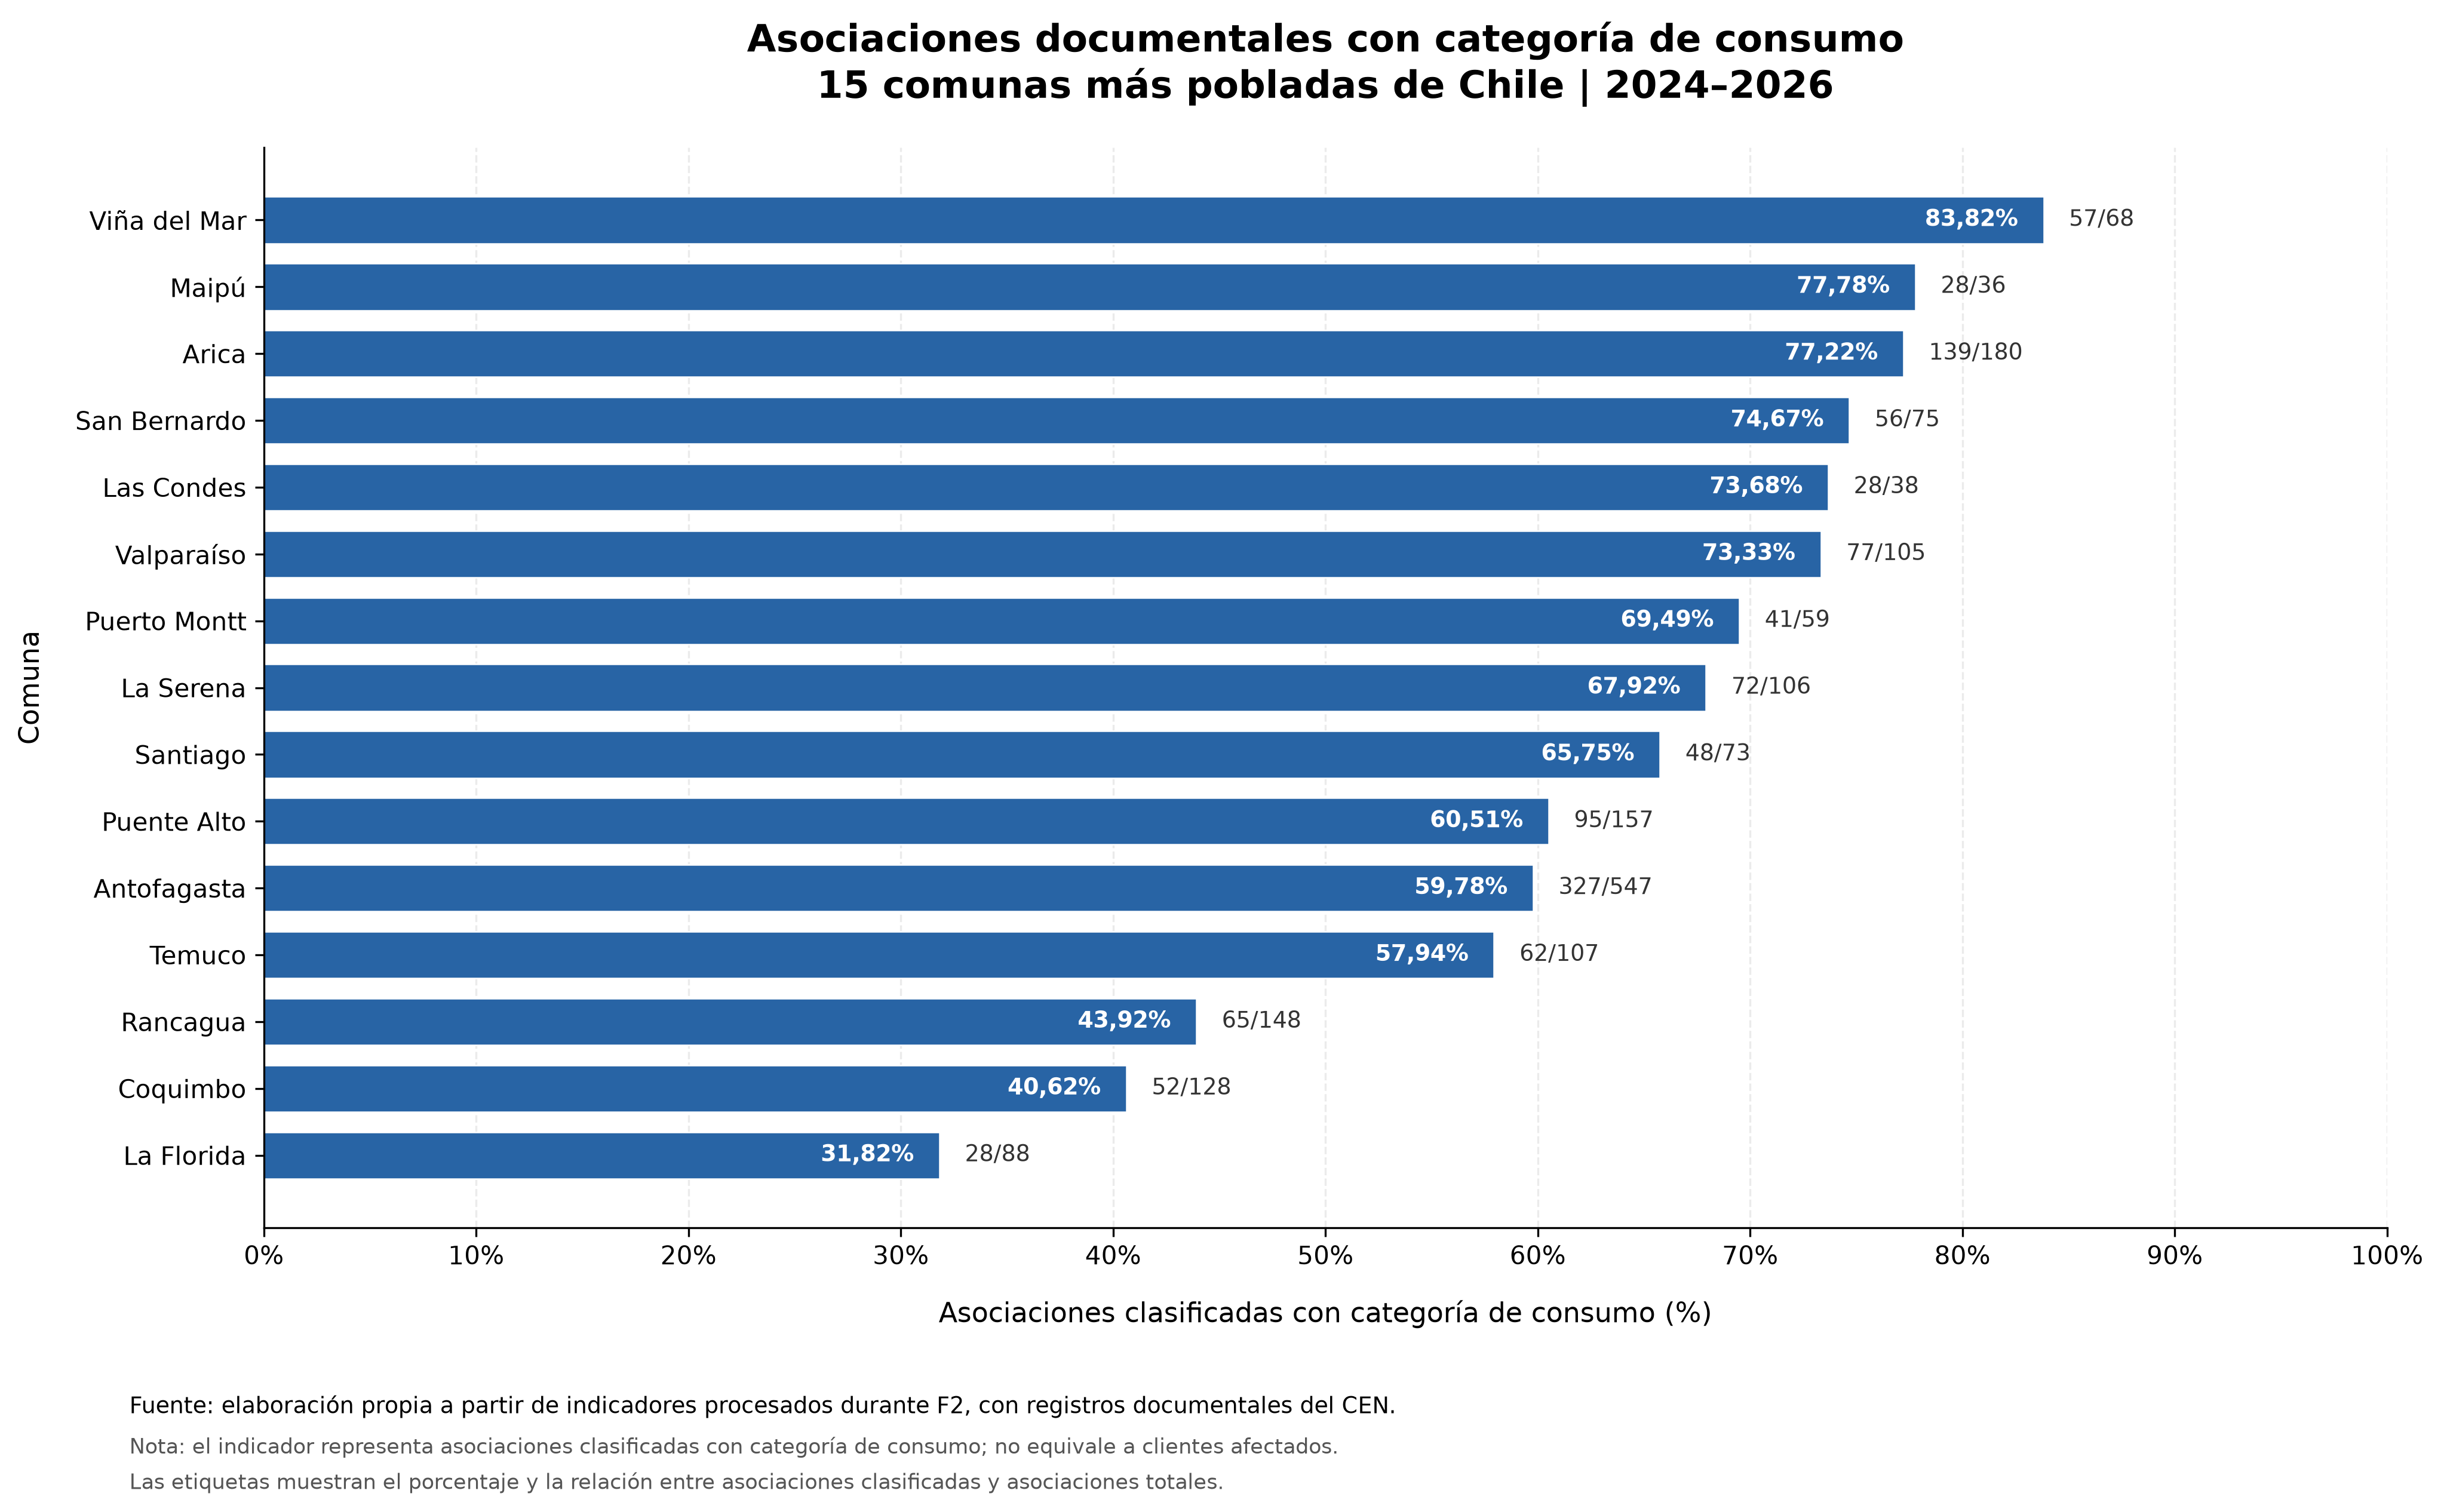 Asociaciones documentales con categoría de consumo
15 comunas más pobladas de Chile | 2024–2026
Comuna
Viña del Mar 83,82% 57/68
Maipú 77,78% 28/36
Arica 77,22% 139/180
San Bernardo 74,67% 56/75
Las Condes 73,68% 28/38
Valparaíso 73,33% 77/105
Puerto Montt 69,49% 41/59
La Serena 67,92% 72/106
Santiago 65,75% 48/73
Puente Alto 60,51% 95/157
Antofagasta 59,78% 327/547
Temuco 57,94% 62/107
Rancagua 43,92% 65/148
Coquimbo 40,62% 52/128
La Florida 31,82% 28/88
0% 10% 20% 30% 40% 50% 60% 70% 80% 90% 100%
Asociaciones clasificadas con categoría de consumo (%)
Fuente: elaboración propia a partir de indicadores procesados durante F2, con registros documentales del CEN.
Nota: el indicador representa asociaciones clasificadas con categoría de consumo; no equivale a clientes afectados.
Las etiquetas muestran el porcentaje y la relación entre asociaciones clasificadas y asociaciones totales.